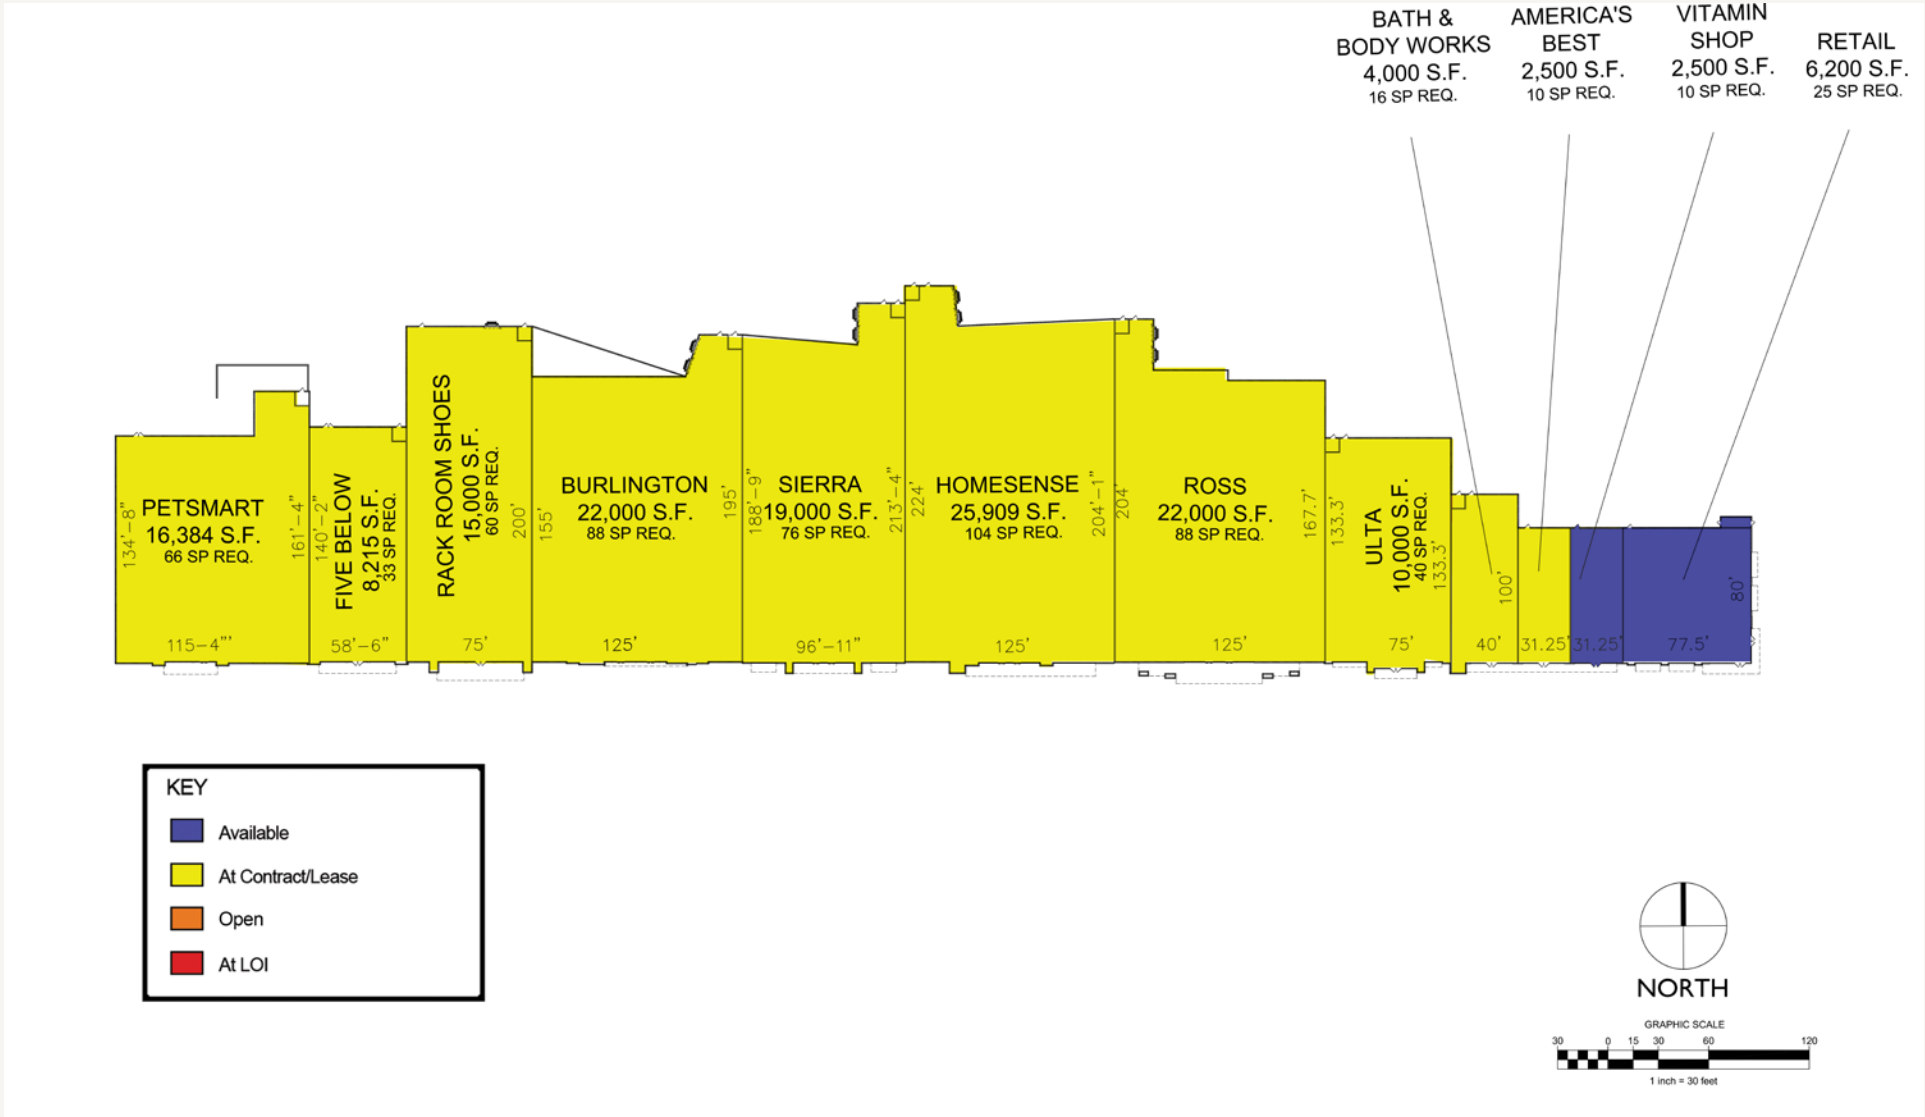 BATH &
BODY WORKS
4,000 S.F.
16 SP REQ.
AMERICA'S
BEST
2,500 S.F.
10 SP REQ.
VITAMIN
SHOP
2,500 S.F.
10 SP REQ.
RETAIL
6,200 S.F.
25 SP REQ.
134'-8"
PETSMART
16,384 S.F.
66 SP REQ.
161'-4"
115-4"'
140'-2"
FIVE BELOW
8,215 S.F.
33 SP REQ.
58'-6"
RACK ROOM SHOES
15,000 S.F.
60 SP REQ.
200'
75'
155'
BURLINGTON
22,000 S.F.
88 SP REQ.
195'
125'
188'-9"
SIERRA
19,000 S.F.
76 SP REQ.
213'-4"
96'-11"
224'
HOMESENSE
25,909 S.F.
104 SP REQ.
204'-1"
125'
204'
ROSS
22,000 S.F.
88 SP REQ.
167.7'
125'
133.3'
ULTA
10,000 S.F.
40 SP REQ.
133.3'
75'
100'
40'
31.25'
31.25'
80'
77.5'
KEY
Available
At Contract/Lease
Open
At LOI
NORTH
GRAPHIC SCALE
30 0 15 30 60 120
1 inch = 30 feet